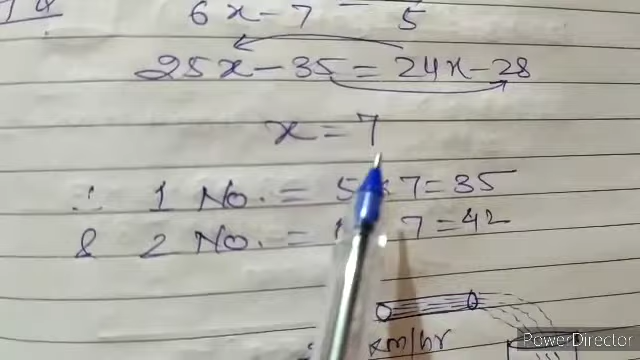 6x - 7 = 5
25x - 35 = 24x - 28
x = 7
∴ 1 No. = 5 × 7 = 35
& 2 No. = 7 = 42
km/hr
PowerDirector